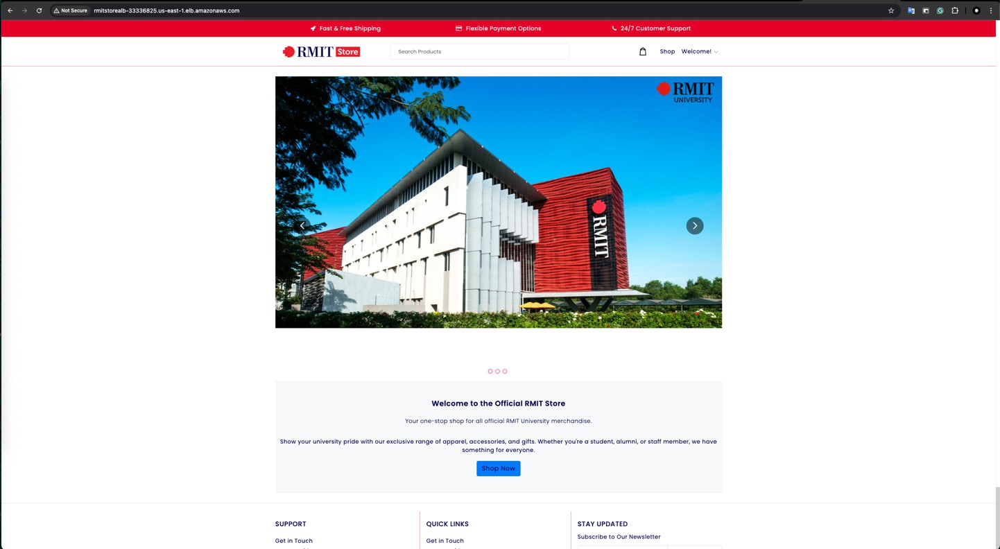 Not Secure
rmitstorealb-33336825.us-east-1.elb.amazonaws.com
Fast & Free Shipping
Flexible Payment Options
24/7 Customer Support
RMIT Store
Search Products
Shop
Welcome!
RMIT
UNIVERSITY
RMIT
Welcome to the Official RMIT Store
Your one-stop shop for all official RMIT University merchandise.
Show your university pride with our exclusive range of apparel, accessories, and gifts. Whether you're a student, alumni, or staff member, we have
something for everyone.
Shop Now
SUPPORT
QUICK LINKS
STAY UPDATED
Get in Touch
Get in Touch
Subscribe to Our Newsletter